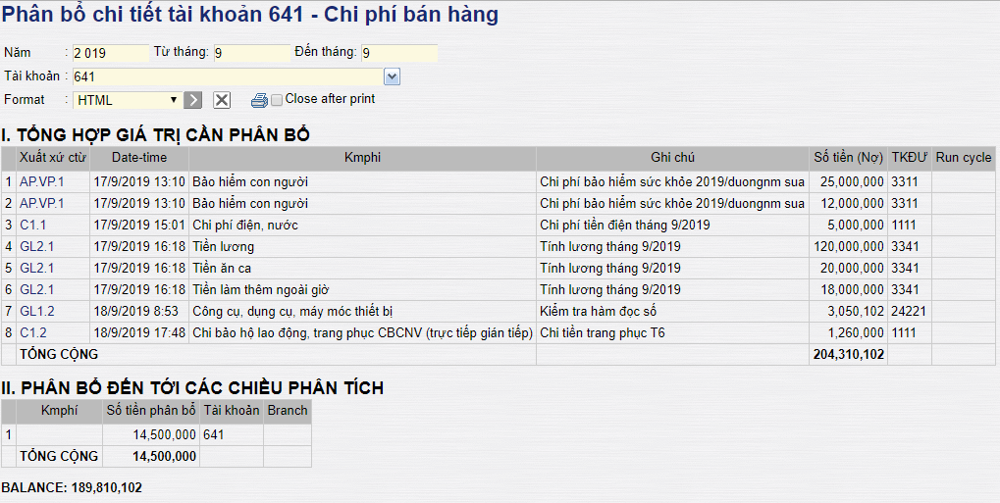 Phân bổ chi tiết tài khoản 641 - Chi phí bán hàng
Năm : 2 019 Từ tháng: 9 Đến tháng: 9
Tài khoản : 641
Format : HTML Close after print
I. TỔNG HỢP GIÁ TRỊ CẦN PHÂN BỔ
Xuất xứ ctừ Date-time Kmphi Ghi chú Số tiền (Nợ) TKĐƯ Run cycle
1 AP.VP.1 17/9/2019 13:10 Bảo hiểm con người Chi phí bảo hiểm sức khỏe 2019/duongnm sua 25,000,000 3311
2 AP.VP.1 17/9/2019 13:10 Bảo hiểm con người Chi phí bảo hiểm sức khỏe 2019/duongnm sua 12,000,000 3311
3 C1.1 17/9/2019 15:01 Chi phí điện, nước Chi phí tiền điện tháng 9/2019 5,000,000 1111
4 GL2.1 17/9/2019 16:18 Tiền lương Tính lương tháng 9/2019 120,000,000 3341
5 GL2.1 17/9/2019 16:18 Tiền ăn ca Tính lương tháng 9/2019 20,000,000 3341
6 GL2.1 17/9/2019 16:18 Tiền làm thêm ngoài giờ Tính lương tháng 9/2019 18,000,000 3341
7 GL1.2 18/9/2019 8:53 Công cụ, dụng cụ, máy móc thiết bị Kiểm tra hàm đọc số 3,050,102 24221
8 C1.2 18/9/2019 17:48 Chi bảo hộ lao động, trang phục CBCNV (trực tiếp gián tiếp) Chi tiền trang phục T6 1,260,000 1111
TỔNG CỘNG 204,310,102
II. PHÂN BỔ ĐẾN TỚI CÁC CHIỀU PHÂN TÍCH
Kmphí Số tiền phân bổ Tài khoản Branch
1 14,500,000 641
TỔNG CỘNG 14,500,000
BALANCE: 189,810,102